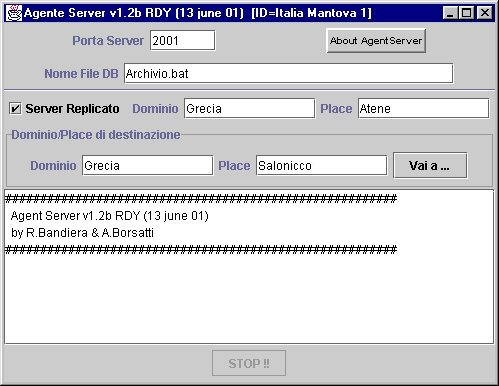 Agente Server v1.2b RDY (13 june 01) [ID=Italia Mantova 1]
Porta Server 2001 About AgentServer
Nome File DB Archivio.bat
Server Replicato Dominio Grecia Place Atene
Dominio/Place di destinazione
Dominio Grecia Place Salonicco Vai a ...
########################################################
Agent Server v1.2b RDY (13 june 01)
by R.Bandiera & A.Borsatti
########################################################
STOP !!